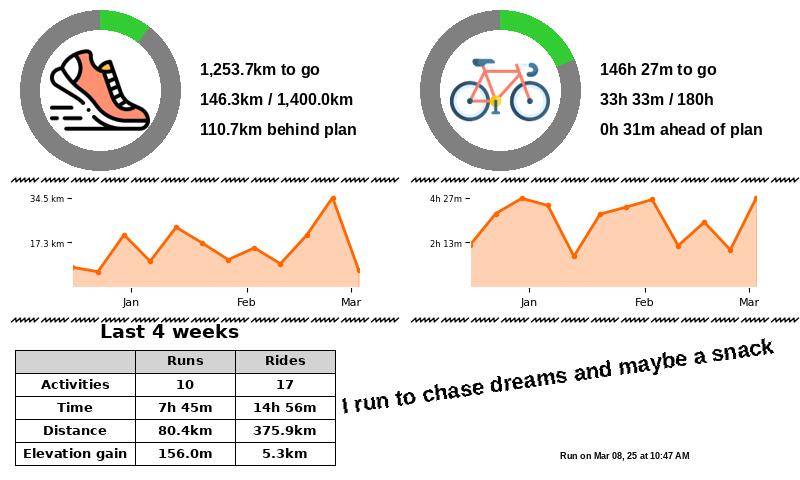 1,253.7km to go
146.3km / 1,400.0km
110.7km behind plan
146h 27m to go
33h 33m / 180h
0h 31m ahead of plan
34.5 km
17.3 km
Jan Feb Mar
4h 27m
2h 13m
Jan Feb Mar
Last 4 weeks
Runs Rides
Activities 10 17
Time 7h 45m 14h 56m
Distance 80.4km 375.9km
Elevation gain 156.0m 5.3km
I run to chase dreams and maybe a snack
Run on Mar 08, 25 at 10:47 AM